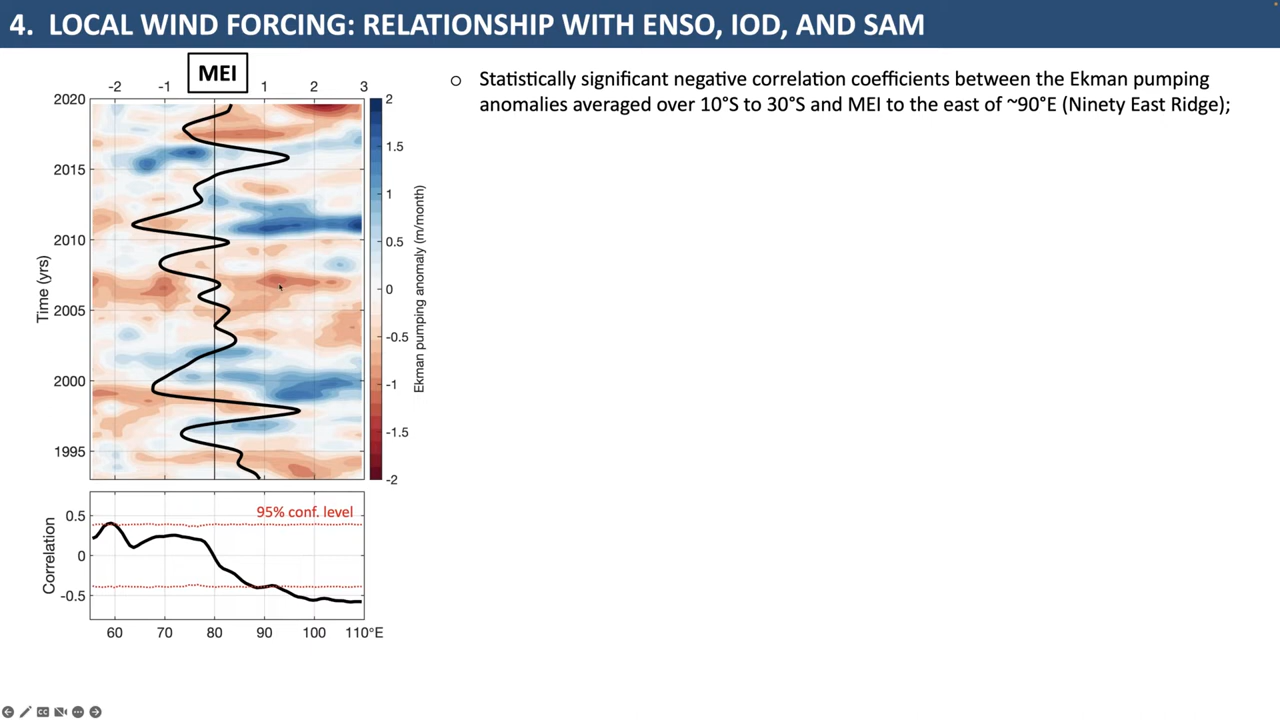 4. LOCAL WIND FORCING: RELATIONSHIP WITH ENSO, IOD, AND SAM
MEI
-2 -1 1 2 3
○ Statistically significant negative correlation coefficients between the Ekman pumping
anomalies averaged over 10°S to 30°S and MEI to the east of ~90°E (Ninety East Ridge);
2020
2015
2010
2005
2000
1995
Time (yrs)
2
1.5
1
0.5
0
-0.5
-1
-1.5
-2
Ekman pumping anomaly (m/month)
95% conf. level
0.5
0
-0.5
Correlation
60 70 80 90 100 110°E
CC